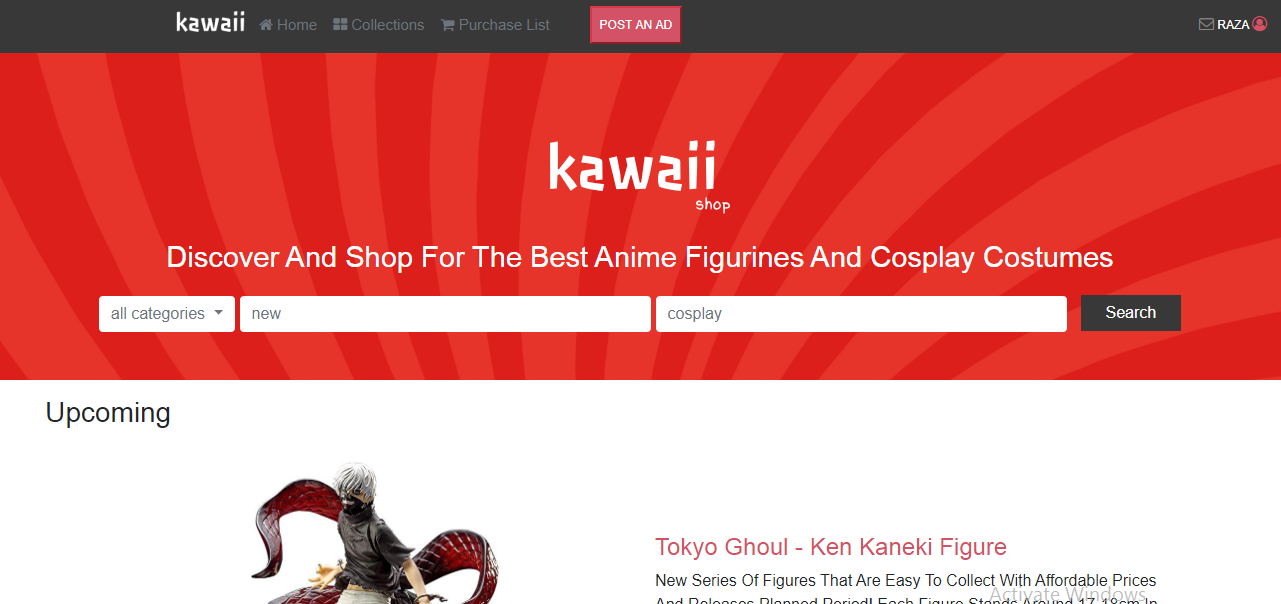 kawaii Home Collections Purchase List POST AN AD RAZA
kawaii
shop
Discover And Shop For The Best Anime Figurines And Cosplay Costumes
all categories new cosplay Search
Upcoming
Tokyo Ghoul - Ken Kaneki Figure
New Series Of Figures That Are Easy To Collect With Affordable Prices
And Releases Planned Period! Each Figure Stands Around 17-18cm In
Activate Windows